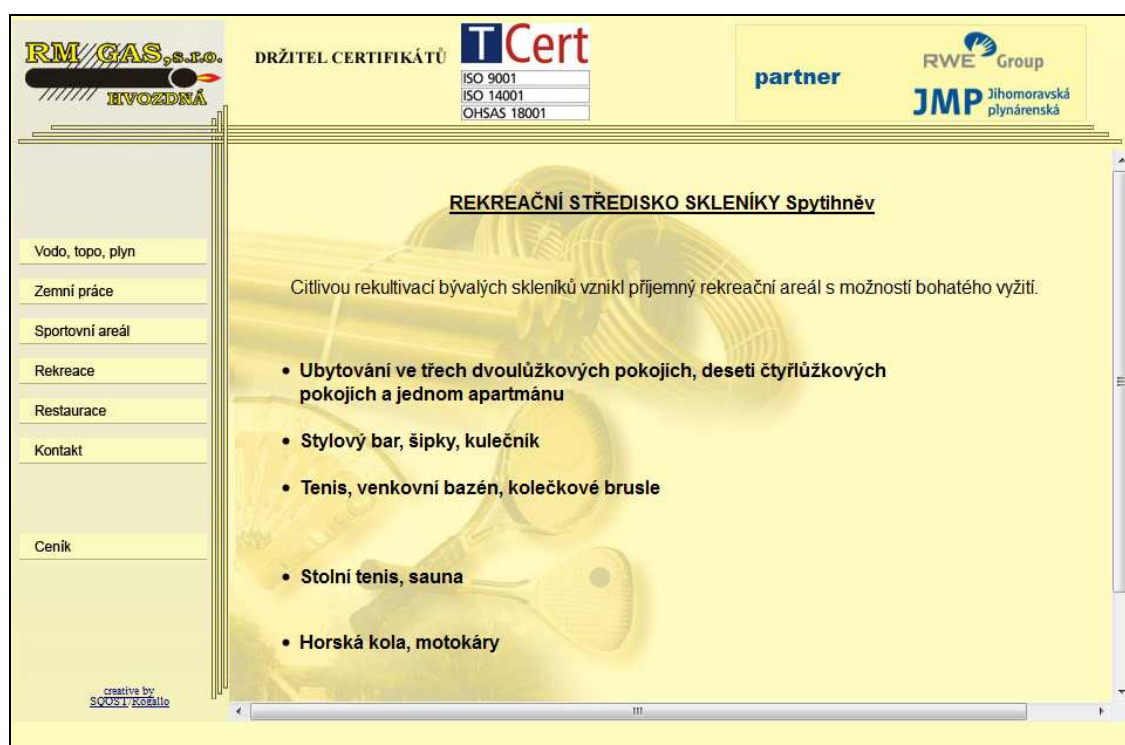 RM GAS,s.r.o.
HVOZDNÁ
DRŽITEL CERTIFIKÁTŮ
TCert
ISO 9001
ISO 14001
OHSAS 18001
partner
RWE Group
JMP Jihomoravská
plynárenská
Vodo, topo, plyn
Zemní práce
Sportovní areál
Rekreace
Restaurace
Kontakt
Ceník
creative by
SQOST/Rogallo
REKREAČNÍ STŘEDISKO SKLENÍKY Spytihněv
Citlivou rekultivací bývalých skleníků vznikl příjemný rekreační areál s možností bohatého vyžití.
• Ubytování ve třech dvoulůžkových pokojích, deseti čtyřlůžkových
pokojích a jednom apartmánu
• Stylový bar, šipky, kulečník
• Tenis, venkovní bazén, kolečkové brusle
• Stolní tenis, sauna
• Horská kola, motokáry